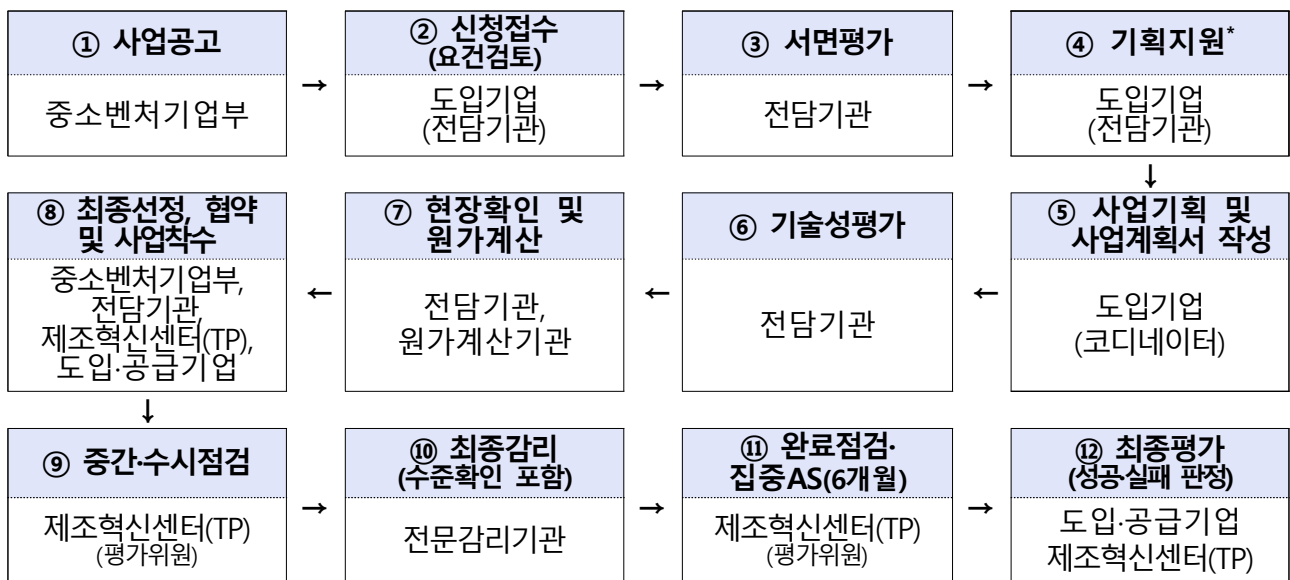 ① 사업공고
중소벤처기업부
→
② 신청접수
(요건검토)
도입기업
(전담기관)
→
③ 서면평가
전담기관
→
④ 기획지원*
도입기업
(전담기관)
↓
⑤ 사업기획 및
사업계획서 작성
도입기업
(코디네이터)
←
⑥ 기술성평가
전담기관
←
⑦ 현장확인 및
원가계산
전담기관,
원가계산기관
←
⑧ 최종선정, 협약
및 사업착수
중소벤처기업부,
전담기관,
제조혁신센터(TP),
도입·공급기업
↓
⑨ 중간·수시점검
제조혁신센터(TP)
(평가위원)
→
⑩ 최종감리
(수준확인 포함)
전문감리기관
→
⑪ 완료점검·
집중AS(6개월)
제조혁신센터(TP)
(평가위원)
→
⑫ 최종평가
(성공·실패 판정)
도입·공급기업
제조혁신센터(TP)